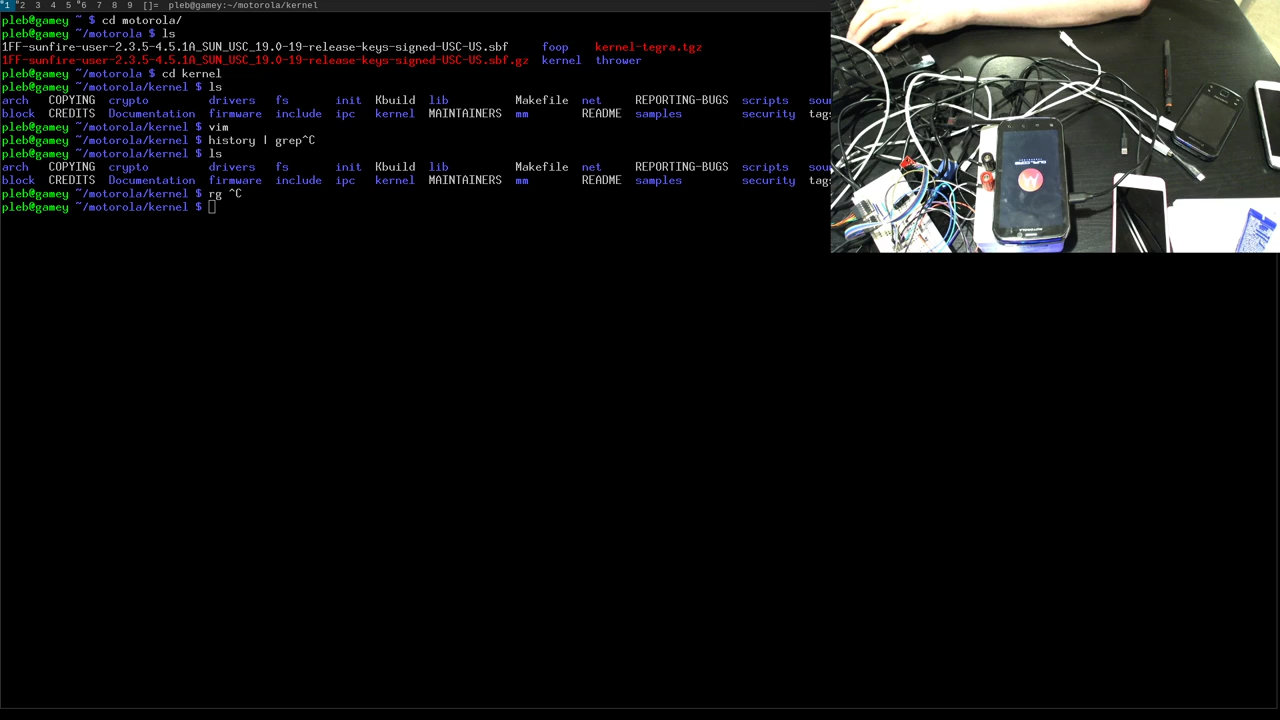 1 2 3 4 5 6 7 8 9 []= pleb@gamey:~/motorola/kernel
pleb@gamey ~ $ cd motorola/
pleb@gamey ~/motorola $ ls
1FF-sunfire-user-2.3.5-4.5.1A_SUN_USC_19.0-19-release-keys-signed-USC-US.sbf foop kernel-tegra.tgz
1FF-sunfire-user-2.3.5-4.5.1A_SUN_USC_19.0-19-release-keys-signed-USC-US.sbf.gz kernel thrower
pleb@gamey ~/motorola $ cd kernel
pleb@gamey ~/motorola/kernel $ ls
arch COPYING crypto drivers fs init Kbuild lib Makefile net REPORTING-BUGS scripts sou
block CREDITS Documentation firmware include ipc kernel MAINTAINERS mm README samples security tags
pleb@gamey ~/motorola/kernel $ vim
pleb@gamey ~/motorola/kernel $ history | grep^C
pleb@gamey ~/motorola/kernel $ ls
arch COPYING crypto drivers fs init Kbuild lib Makefile net REPORTING-BUGS scripts sou
block CREDITS Documentation firmware include ipc kernel MAINTAINERS mm README samples security tags
pleb@gamey ~/motorola/kernel $ rg ^C
pleb@gamey ~/motorola/kernel $
DUAL-CORE
MOTOROLA